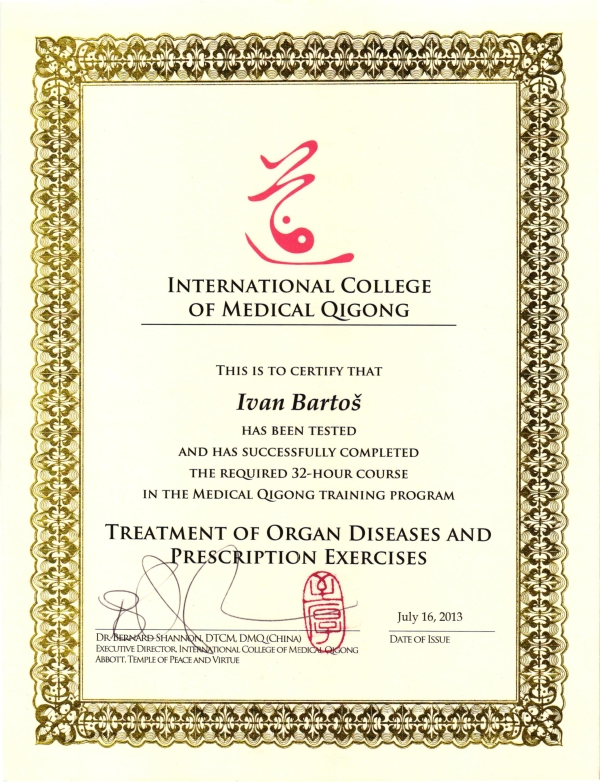 International College
of Medical Qigong
This is to certify that
Ivan Bartoš
has been tested
and has successfully completed
the required 32-hour course
in the Medical Qigong training program
Treatment of Organ Diseases and
Prescription Exercises
July 16, 2013
Dr Bernard Shannon, DTCM, DMQ (China)
Date of Issue
Executive Director, International College of Medical Qigong
Abbott, Temple of Peace and Virtue